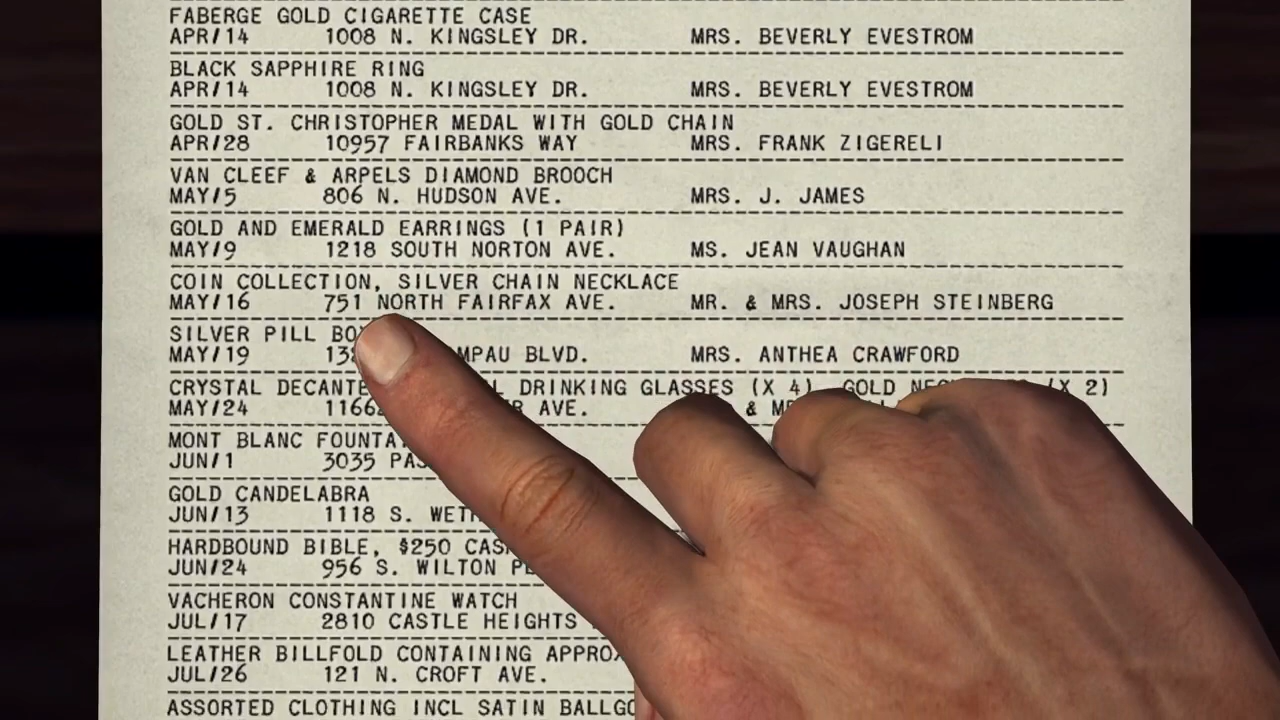 FABERGE GOLD CIGARETTE CASE
APR/14 1008 N. KINGSLEY DR. MRS. BEVERLY EVESTROM
BLACK SAPPHIRE RING
APR/14 1008 N. KINGSLEY DR. MRS. BEVERLY EVESTROM
GOLD ST. CHRISTOPHER MEDAL WITH GOLD CHAIN
APR/28 10957 FAIRBANKS WAY MRS. FRANK ZIGERELI
VAN CLEEF & ARPELS DIAMOND BROOCH
MAY/5 806 N. HUDSON AVE. MRS. J. JAMES
GOLD AND EMERALD EARRINGS (1 PAIR)
MAY/9 1218 SOUTH NORTON AVE. MS. JEAN VAUGHAN
COIN COLLECTION, SILVER CHAIN NECKLACE
MAY/16 751 NORTH FAIRFAX AVE. MR. & MRS. JOSEPH STEINBERG
SILVER PILL
MAY/19 BLVD. MRS. ANTHEA CRAWFORD
CRYSTAL DRINKING GLASSES (X 4), GOLD (X 2)
MAY/24 AVE. &
MONT BLANC
JUN/1 3035
GOLD CANDELABRA
JUN/13 1118 S.
HARDBOUND BIBLE, $250
JUN/24 956 S. WILTON
VACHERON CONSTANTINE WATCH
JUL/17 2810 CASTLE HEIGHTS
LEATHER BILLFOLD CONTAINING
JUL/26 121 N. CROFT AVE.
ASSORTED CLOTHING INCL SATIN